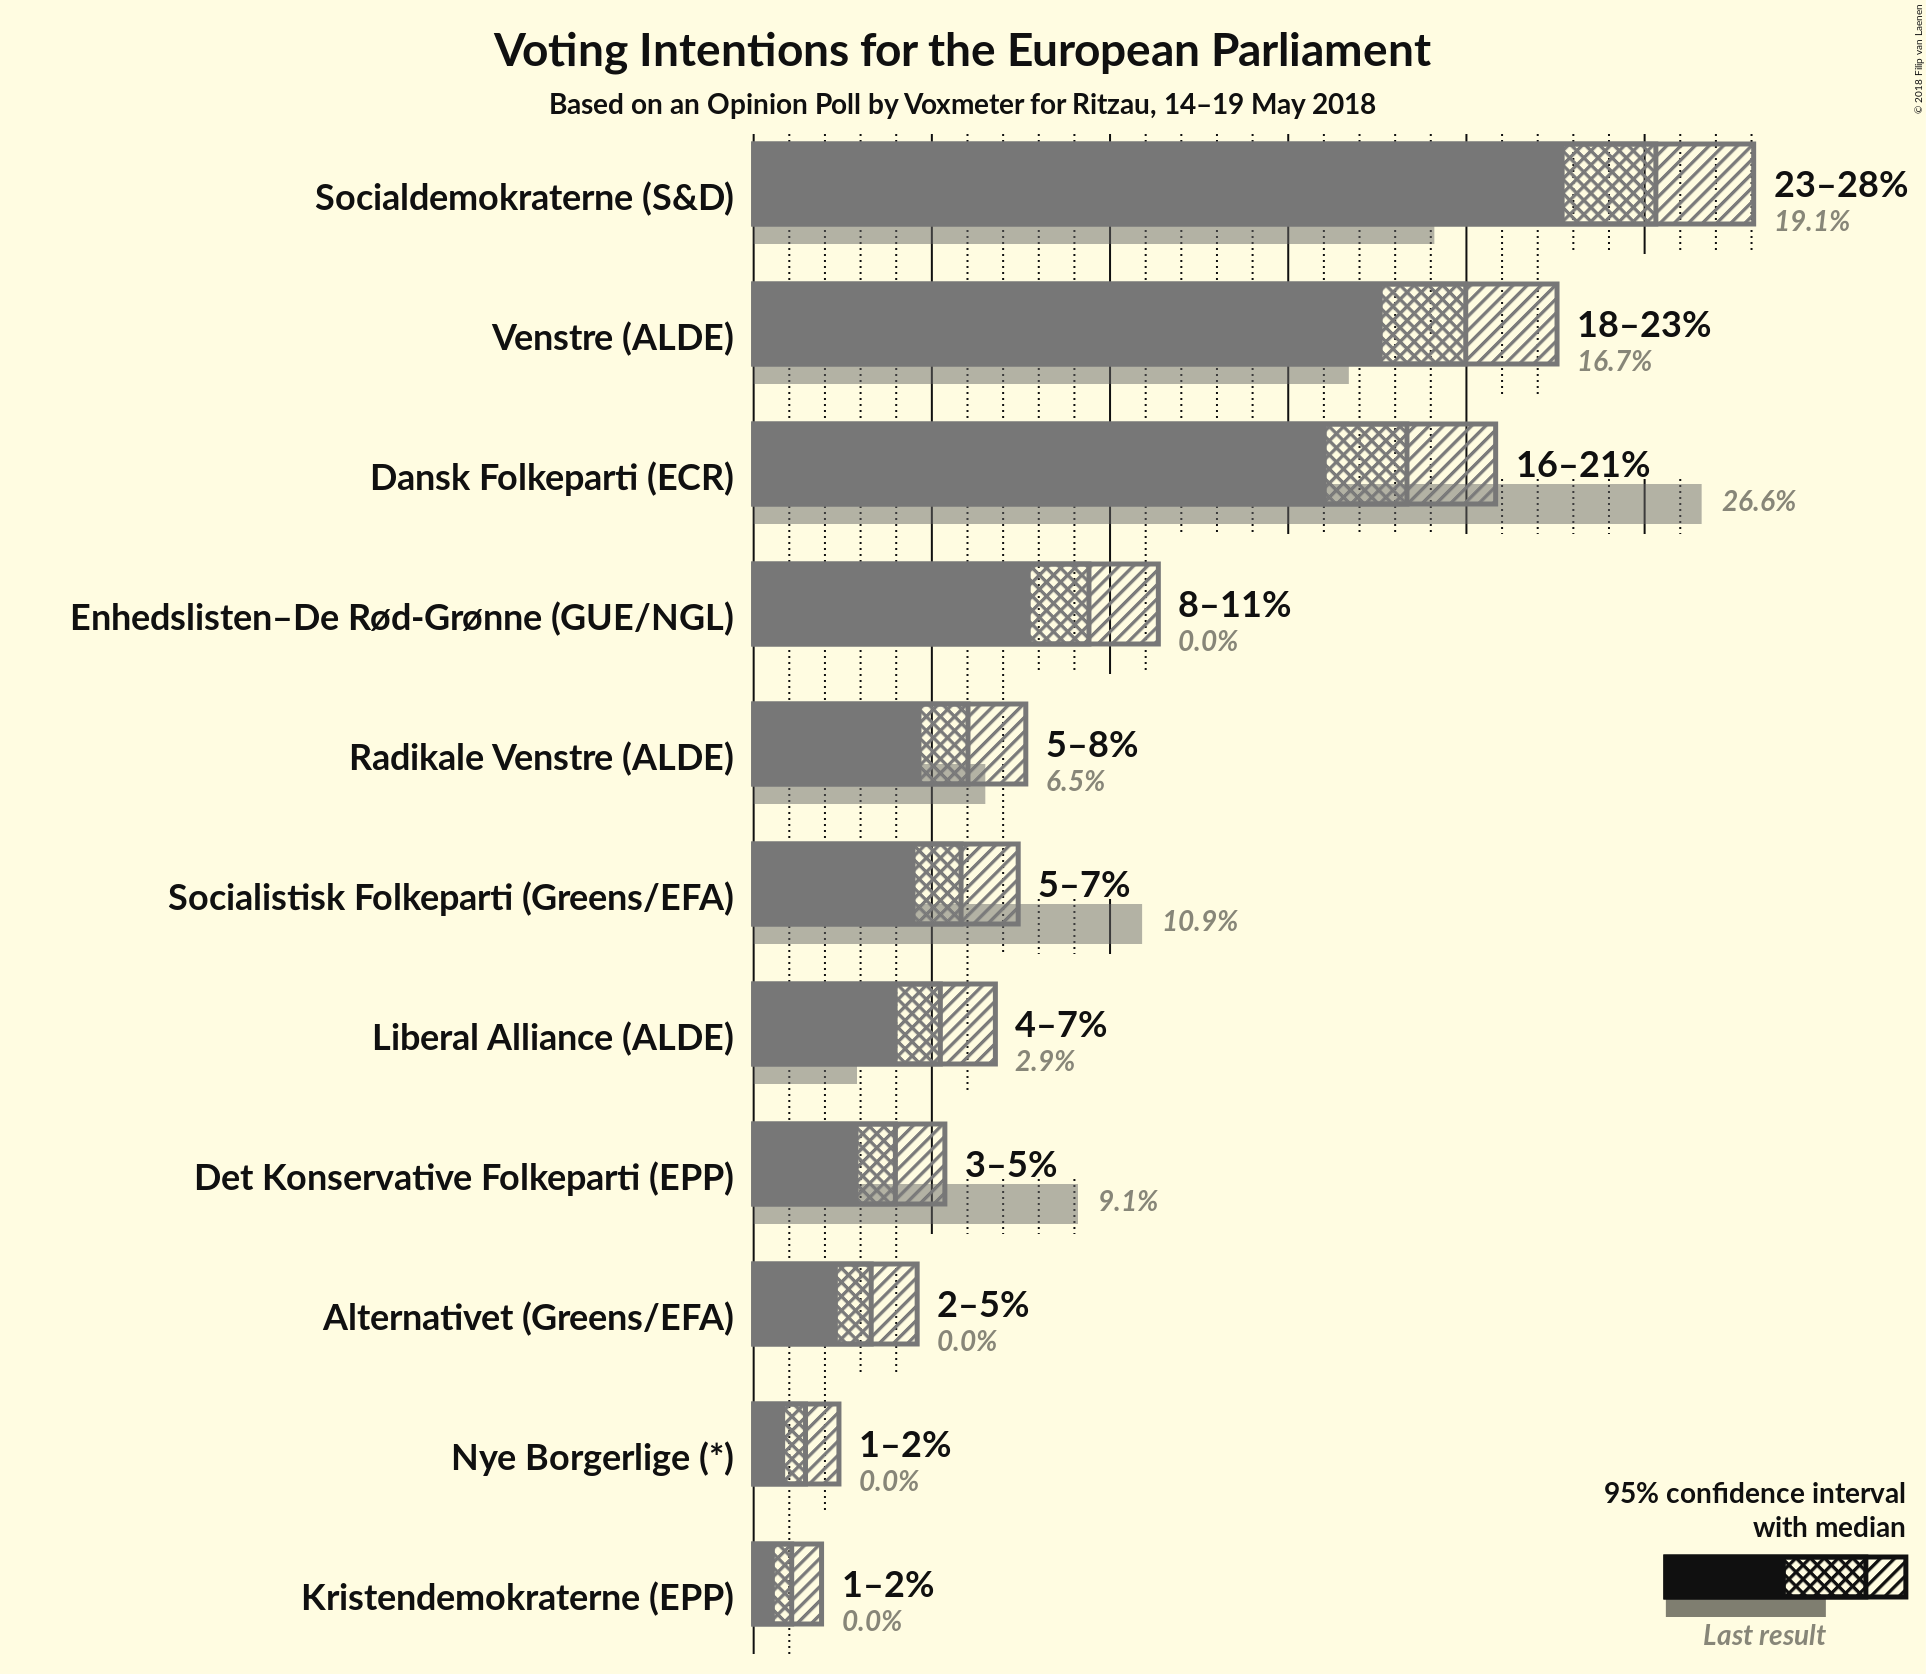 Voting Intentions for the European Parliament
Based on an Opinion Poll by Voxmeter for Ritzau, 14–19 May 2018
© 2018 Filip van Laenen
Socialdemokraterne (S&D)
23–28%
19.1%
Venstre (ALDE)
18–23%
16.7%
Dansk Folkeparti (ECR)
16–21%
26.6%
Enhedslisten–De Rød-Grønne (GUE/NGL)
8–11%
0.0%
Radikale Venstre (ALDE)
5–8%
6.5%
Socialistisk Folkeparti (Greens/EFA)
5–7%
10.9%
Liberal Alliance (ALDE)
4–7%
2.9%
Det Konservative Folkeparti (EPP)
3–5%
9.1%
Alternativet (Greens/EFA)
2–5%
0.0%
Nye Borgerlige (*)
1–2%
0.0%
Kristendemokraterne (EPP)
1–2%
0.0%
95% confidence interval
with median
Last result